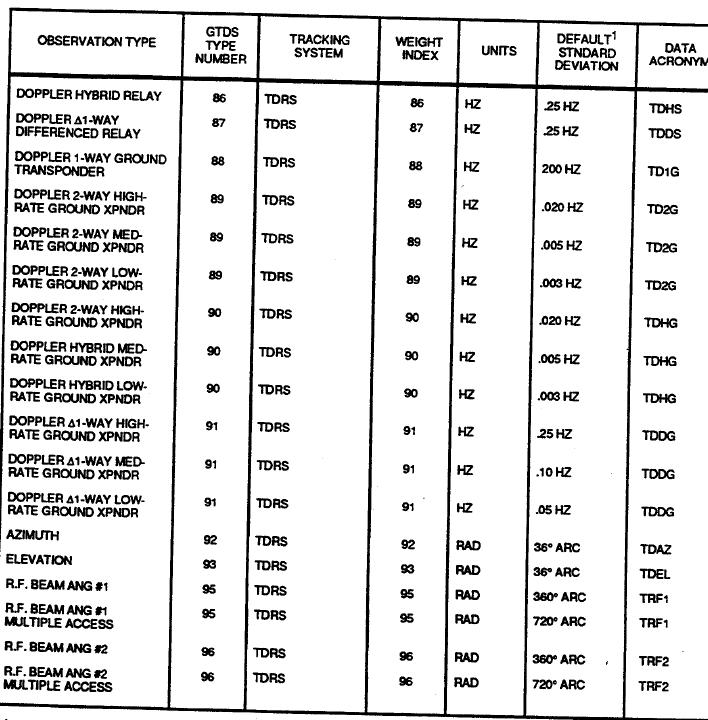 OBSERVATION TYPE | GTDS TYPE NUMBER | TRACKING SYSTEM | WEIGHT INDEX | UNITS | DEFAULT1 STNDARD DEVIATION | DATA ACRONYM
DOPPLER HYBRID RELAY | 86 | TDRS | 86 | HZ | .25 HZ | TDHS
DOPPLER Δ1-WAY
DIFFERENCED RELAY | 87 | TDRS | 87 | HZ | .25 HZ | TDDS
DOPPLER 1-WAY GROUND
TRANSPONDER | 88 | TDRS | 88 | HZ | 200 HZ | TD1G
DOPPLER 2-WAY HIGH-
RATE GROUND XPNDR | 89 | TDRS | 89 | HZ | .020 HZ | TD2G
DOPPLER 2-WAY MED-
RATE GROUND XPNDR | 89 | TDRS | 89 | HZ | .005 HZ | TD2G
DOPPLER 2-WAY LOW-
RATE GROUND XPNDR | 89 | TDRS | 89 | HZ | .003 HZ | TD2G
DOPPLER 2-WAY HIGH-
RATE GROUND XPNDR | 90 | TDRS | 90 | HZ | .020 HZ | TDHG
DOPPLER HYBRID MED-
RATE GROUND XPNDR | 90 | TDRS | 90 | HZ | .005 HZ | TDHG
DOPPLER HYBRID LOW-
RATE GROUND XPNDR | 90 | TDRS | 90 | HZ | .003 HZ | TDHG
DOPPLER Δ1-WAY HIGH-
RATE GROUND XPNDR | 91 | TDRS | 91 | HZ | .25 HZ | TDDG
DOPPLER Δ1-WAY MED-
RATE GROUND XPNDR | 91 | TDRS | 91 | HZ | .10 HZ | TDDG
DOPPLER Δ1-WAY LOW-
RATE GROUND XPNDR | 91 | TDRS | 91 | HZ | .05 HZ | TDDG
AZIMUTH | 92 | TDRS | 92 | RAD | 36° ARC | TDAZ
ELEVATION | 93 | TDRS | 93 | RAD | 36° ARC | TDEL
R.F. BEAM ANG #1 | 95 | TDRS | 95 | RAD | 360° ARC | TRF1
R.F. BEAM ANG #1
MULTIPLE ACCESS | 95 | TDRS | 95 | RAD | 720° ARC | TRF1
R.F. BEAM ANG #2 | 96 | TDRS | 96 | RAD | 360° ARC | TRF2
R.F. BEAM ANG #2
MULTIPLE ACCESS | 96 | TDRS | 96 | RAD | 720° ARC | TRF2